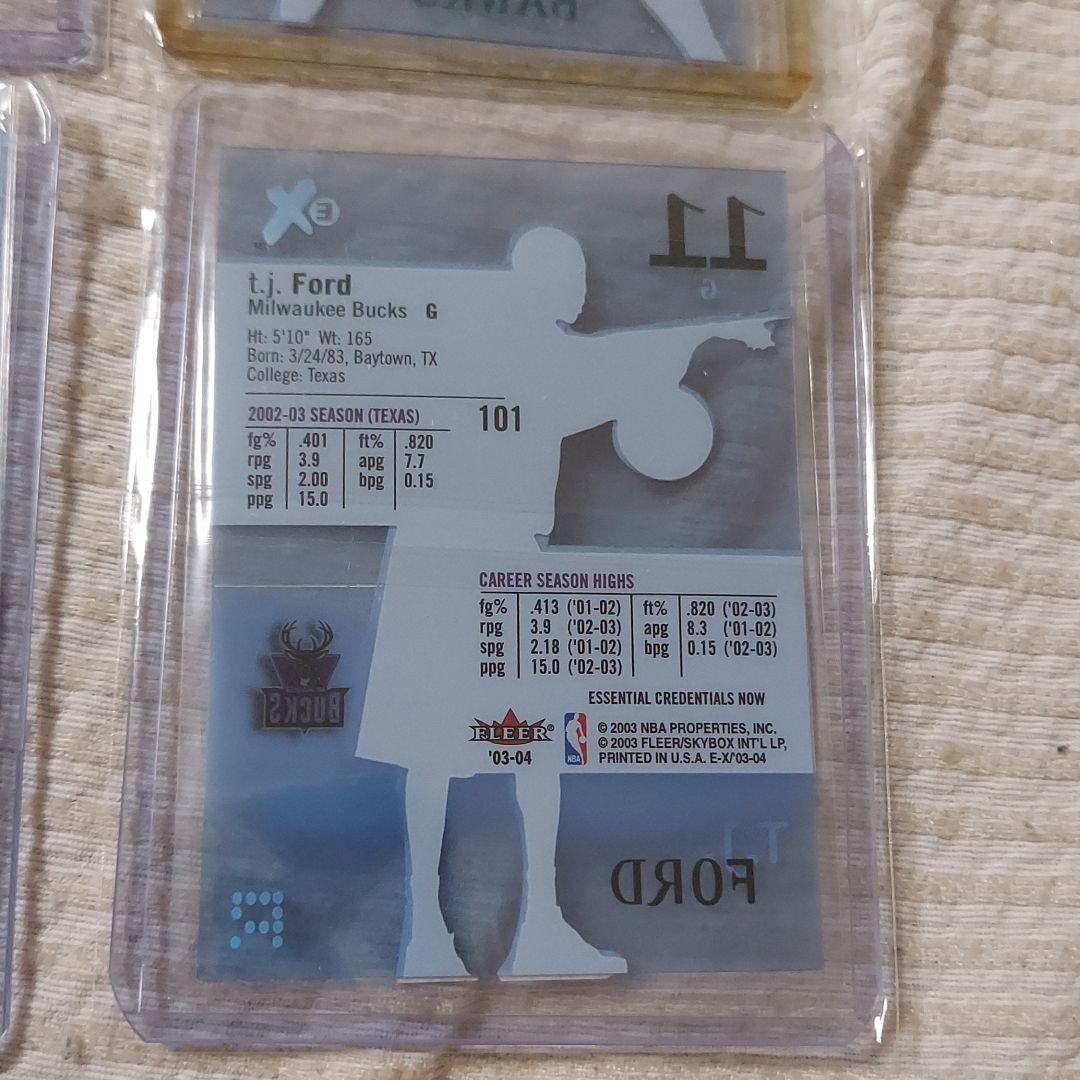 BANKS
X E
11
G
t.j. Ford
Milwaukee Bucks G
Ht: 5'10" Wt: 165
Born: 3/24/83, Baytown, TX
College: Texas
2002-03 SEASON (TEXAS)
101
fg% .401 ft% .820
rpg 3.9 apg 7.7
spg 2.00 bpg 0.15
ppg 15.0
CAREER SEASON HIGHS
fg% .413 ('01-02) ft% .820 ('02-03)
rpg 3.9 ('02-03) apg 8.3 ('01-02)
spg 2.18 ('01-02) bpg 0.15 ('02-03)
ppg 15.0 ('02-03)
BUCKS
ESSENTIAL CREDENTIALS NOW
FLEER®
'03-04
NBA
© 2003 NBA PROPERTIES, INC.
© 2003 FLEER/SKYBOX INT'L LP,
PRINTED IN U.S.A. E-X/'03-04
T.J.
FORD
R